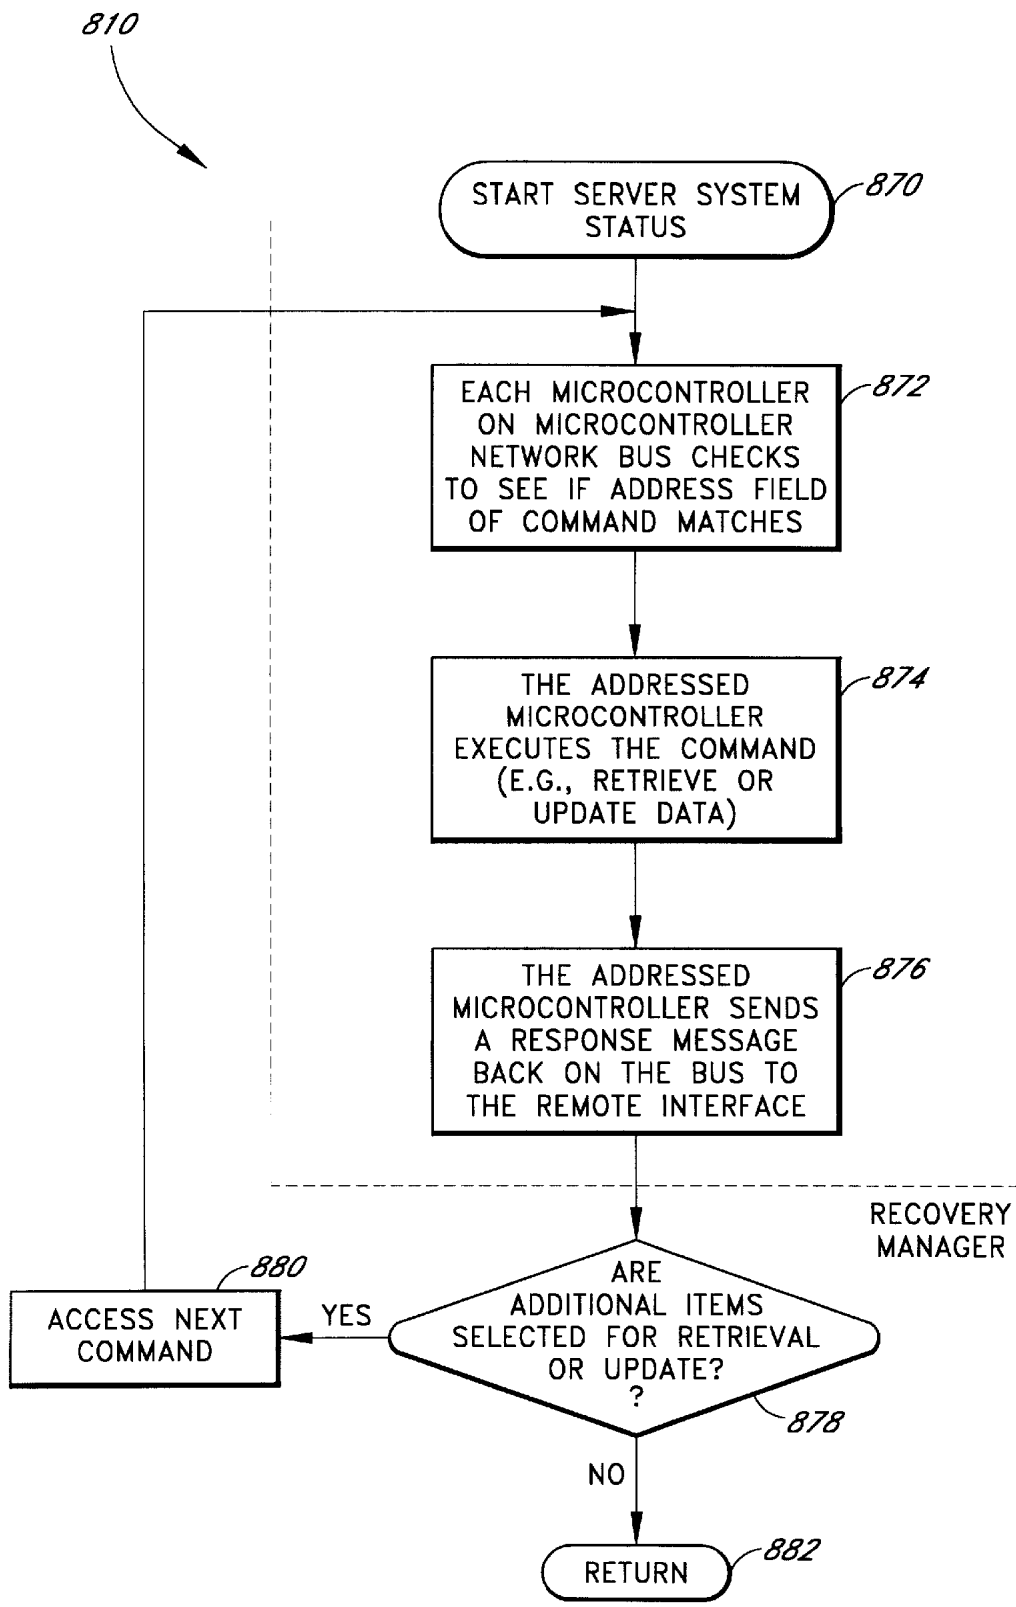 810
START SERVER SYSTEM
STATUS
870
EACH MICROCONTROLLER
ON MICROCONTROLLER
NETWORK BUS CHECKS
TO SEE IF ADDRESS FIELD
OF COMMAND MATCHES
872
THE ADDRESSED
MICROCONTROLLER
EXECUTES THE COMMAND
(E.G., RETRIEVE OR
UPDATE DATA)
874
THE ADDRESSED
MICROCONTROLLER SENDS
A RESPONSE MESSAGE
BACK ON THE BUS TO
THE REMOTE INTERFACE
876
RECOVERY
MANAGER
ARE
ADDITIONAL ITEMS
SELECTED FOR RETRIEVAL
OR UPDATE?
?
878
YES
880
ACCESS NEXT
COMMAND
NO
RETURN
882